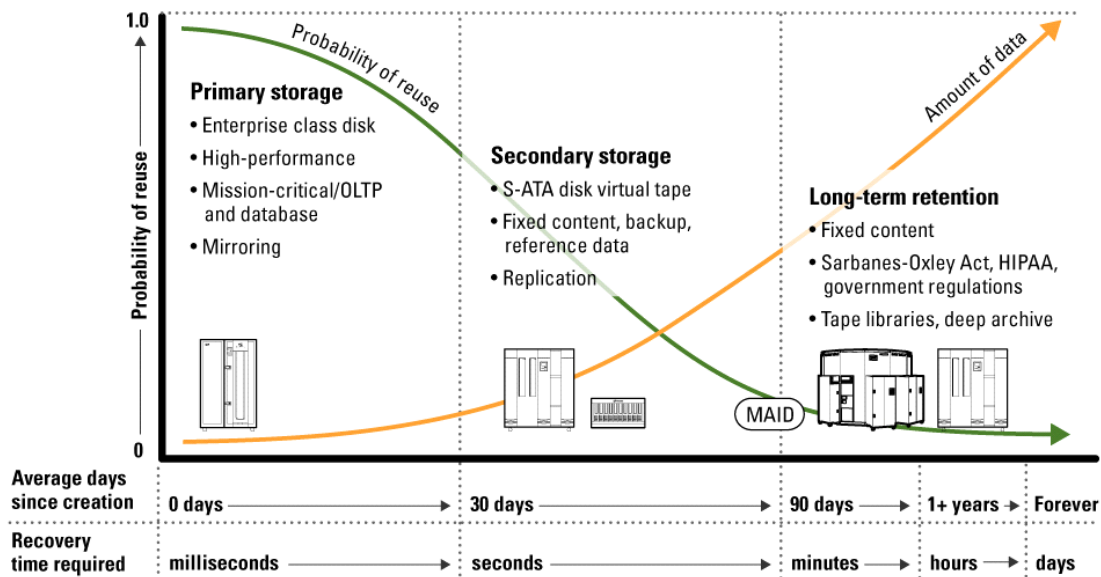 1.0
Probability of reuse
0
Probability of reuse
Amount of data
Primary storage
• Enterprise class disk
• High-performance
• Mission-critical/OLTP
and database
• Mirroring
Secondary storage
• S-ATA disk virtual tape
• Fixed content, backup,
reference data
• Replication
Long-term retention
• Fixed content
• Sarbanes-Oxley Act, HIPAA,
government regulations
• Tape libraries, deep archive
MAID
Average days
since creation
0 days
30 days
90 days
1+ years
Forever
Recovery
time required
milliseconds
seconds
minutes
hours
days